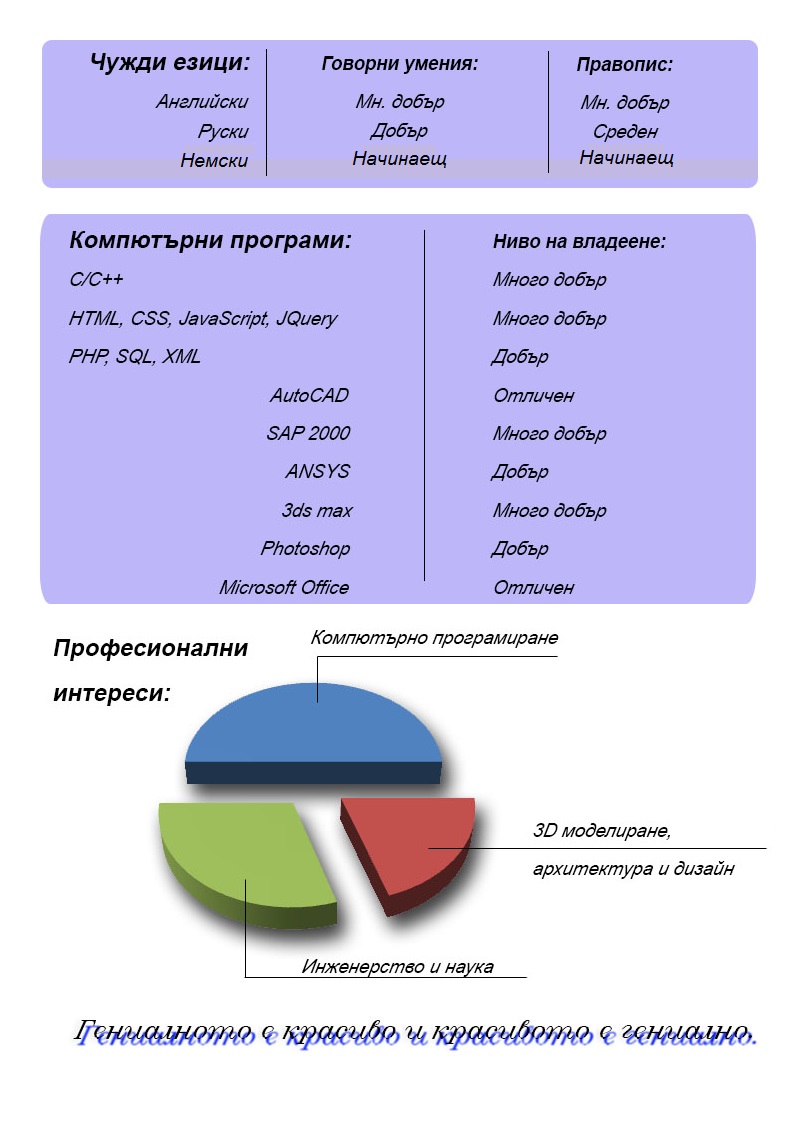 Чужди езици: Говорни умения: Правопис:
Английски Мн. добър Мн. добър
Руски Добър Среден
Немски Начинаещ Начинаещ
Компютърни програми: Ниво на владеене:
C/C++ Много добър
HTML, CSS, JavaScript, JQuery Много добър
PHP, SQL, XML Добър
AutoCAD Отличен
SAP 2000 Много добър
ANSYS Добър
3ds max Много добър
Photoshop Добър
Microsoft Office Отличен
Професионални
интереси:
Компютърно програмиране
3D моделиране,
архитектура и дизайн
Инженерство и наука
Гениалното е красиво и красивото е гениално.